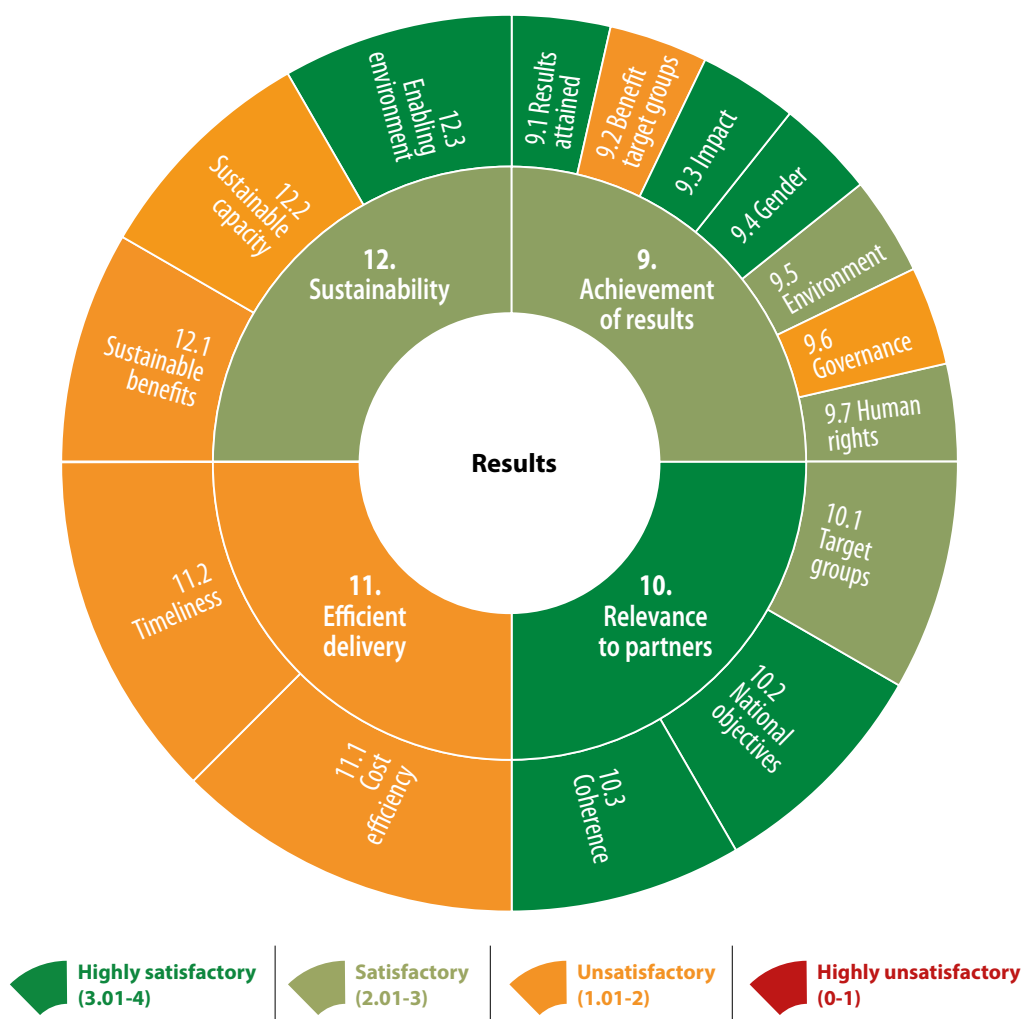 Results
9.
Achievement
of results
9.1 Results
attained
9.2 Benefit
target groups
9.3 Impact
9.4 Gender
9.5
Environment
9.6
Governance
9.7 Human
rights
10.
Relevance
to partners
10.1
Target
groups
10.2
National
objectives
10.3
Coherence
11.
Efficient
delivery
11.1 Cost
efficiency
11.2
Timeliness
12.
Sustainability
12.1
Sustainable
benefits
12.2
Sustainable
capacity
12.3
Enabling
environment
Highly satisfactory
(3.01-4)
Satisfactory
(2.01-3)
Unsatisfactory
(1.01-2)
Highly unsatisfactory
(0-1)